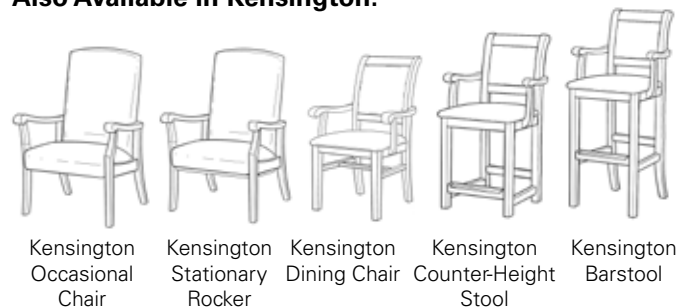 Also Available in Kensington:
Kensington
Occasional
Chair
Kensington
Stationary
Rocker
Kensington
Dining Chair
Kensington
Counter-Height
Stool
Kensington
Barstool